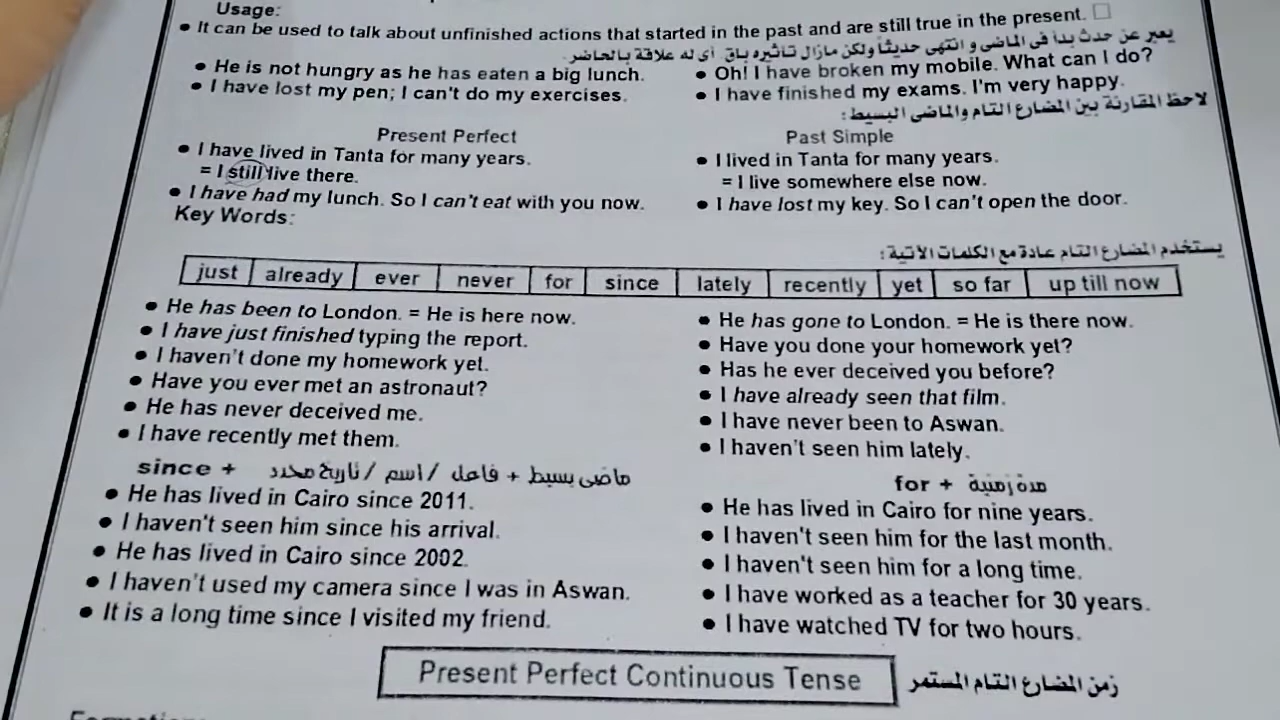 Usage:
• It can be used to talk about unfinished actions that started in the past and are still true in the present. □
يعبر عن حدث بدأ فى الماضى و انتهى حديثاً ولكن مازال تاثيره باق أى له علاقة بالحاضر.
• He is not hungry as he has eaten a big lunch.
• Oh! I have broken my mobile. What can I do?
• I have lost my pen; I can't do my exercises.
• I have finished my exams. I'm very happy.
لاحظ المقارنة بين المضارع التام والماضى البسيط:
Present Perfect
Past Simple
• I have lived in Tanta for many years.
= I still live there.
• I lived in Tanta for many years.
= I live somewhere else now.
• I have had my lunch. So I can't eat with you now.
• I have lost my key. So I can't open the door.
Key Words:
يستخدم المضارع التام عادة مع الكلمات الآتية:
just already ever never for since lately recently yet so far up till now
• He has been to London. = He is here now.
• He has gone to London. = He is there now.
• I have just finished typing the report.
• Have you done your homework yet?
• I haven't done my homework yet.
• Has he ever deceived you before?
• Have you ever met an astronaut?
• I have already seen that film.
• He has never deceived me.
• I have never been to Aswan.
• I have recently met them.
• I haven't seen him lately.
since + ماضى بسيط + فاعل / اسم / تاريخ محدد
for + مدة زمنية
• He has lived in Cairo since 2011.
• He has lived in Cairo for nine years.
• I haven't seen him since his arrival.
• I haven't seen him for the last month.
• He has lived in Cairo since 2002.
• I haven't seen him for a long time.
• I haven't used my camera since I was in Aswan.
• I have worked as a teacher for 30 years.
• It is a long time since I visited my friend.
• I have watched TV for two hours.
Present Perfect Continuous Tense زمن المضارع التام المستمر